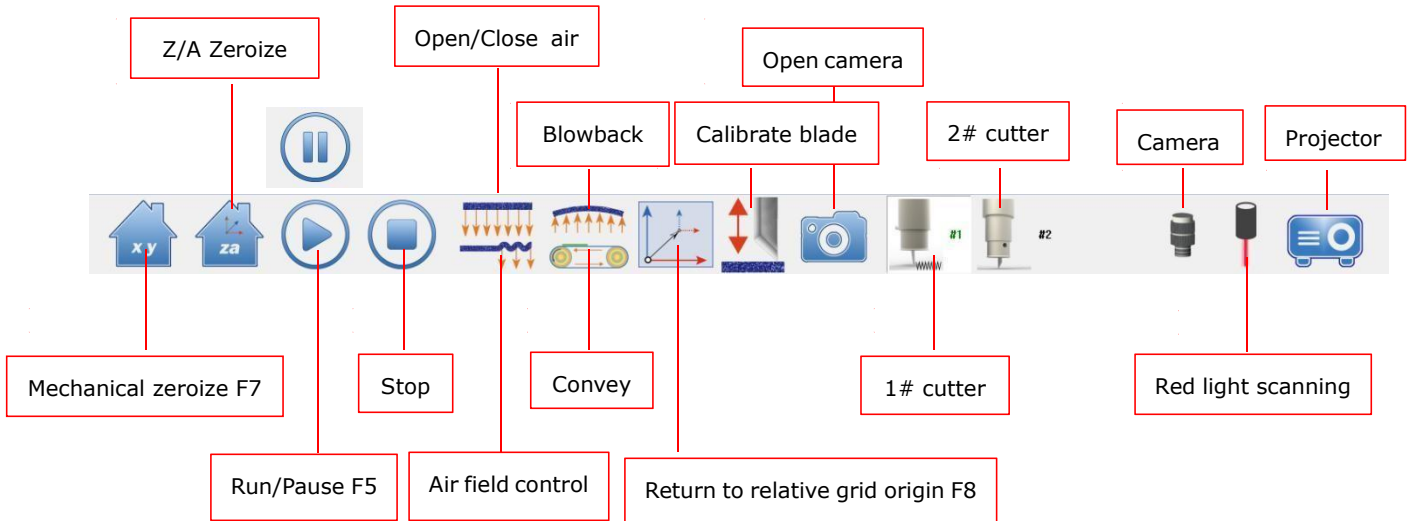 Z/A Zeroize
Open/Close air
Open camera
Blowback
Calibrate blade
2# cutter
Camera
Projector
x y
za
#1
#2
Mechanical zeroize F7
Stop
Convey
1# cutter
Red light scanning
Run/Pause F5
Air field control
Return to relative grid origin F8